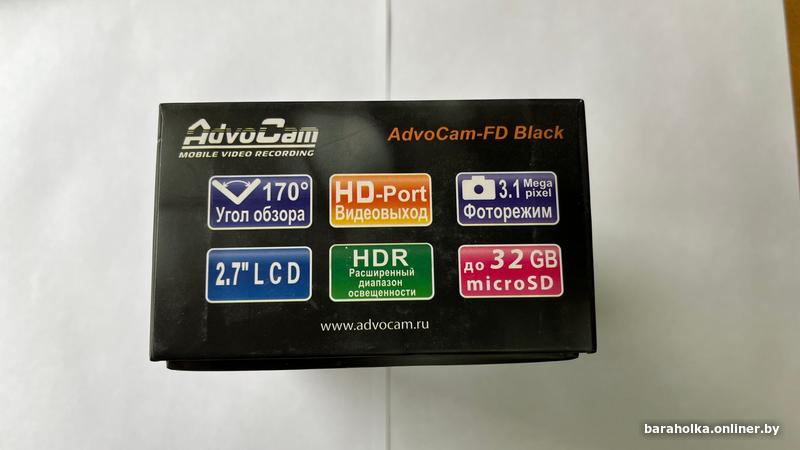 AdvoCam
MOBILE VIDEO RECORDING
AdvoCam-FD Black
170°
Угол обзора
HD-Port
Видеовыход
3.1 Mega pixel
Фоторежим
2.7" LCD
HDR
Расширенный
диапазон
освещенности
до 32 GB
microSD
www.advocam.ru
baraholka.onliner.by